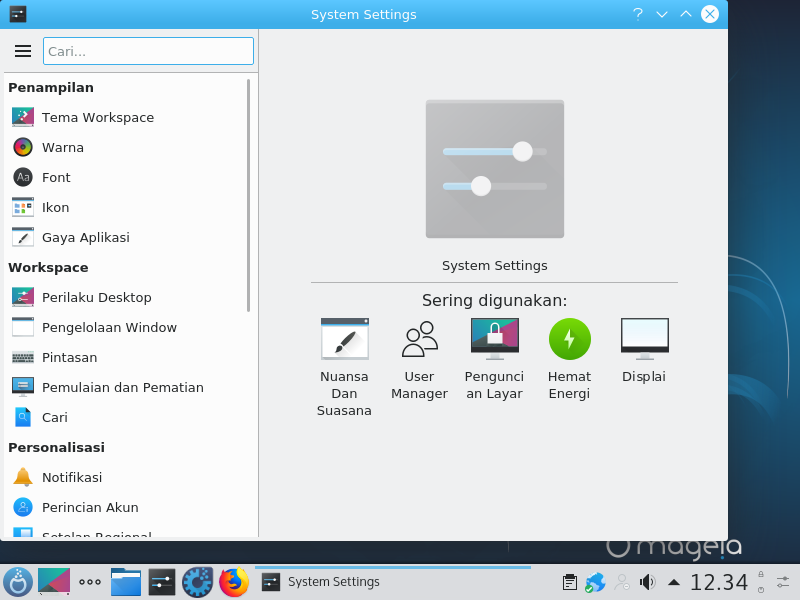 System Settings
Cari...
Penampilan
Tema Workspace
Warna
Aa
Font
Ikon
Gaya Aplikasi
Workspace
Perilaku Desktop
Pengelolaan Window
Pintasan
Pemulaian dan Pematian
Cari
Personalisasi
Notifikasi
Perincian Akun
Setelan Regional
System Settings
Sering digunakan:
Nuansa
Dan
Suasana
User
Manager
Pengunci
an Layar
Hemat
Energi
Displai
mageia
System Settings
12.34